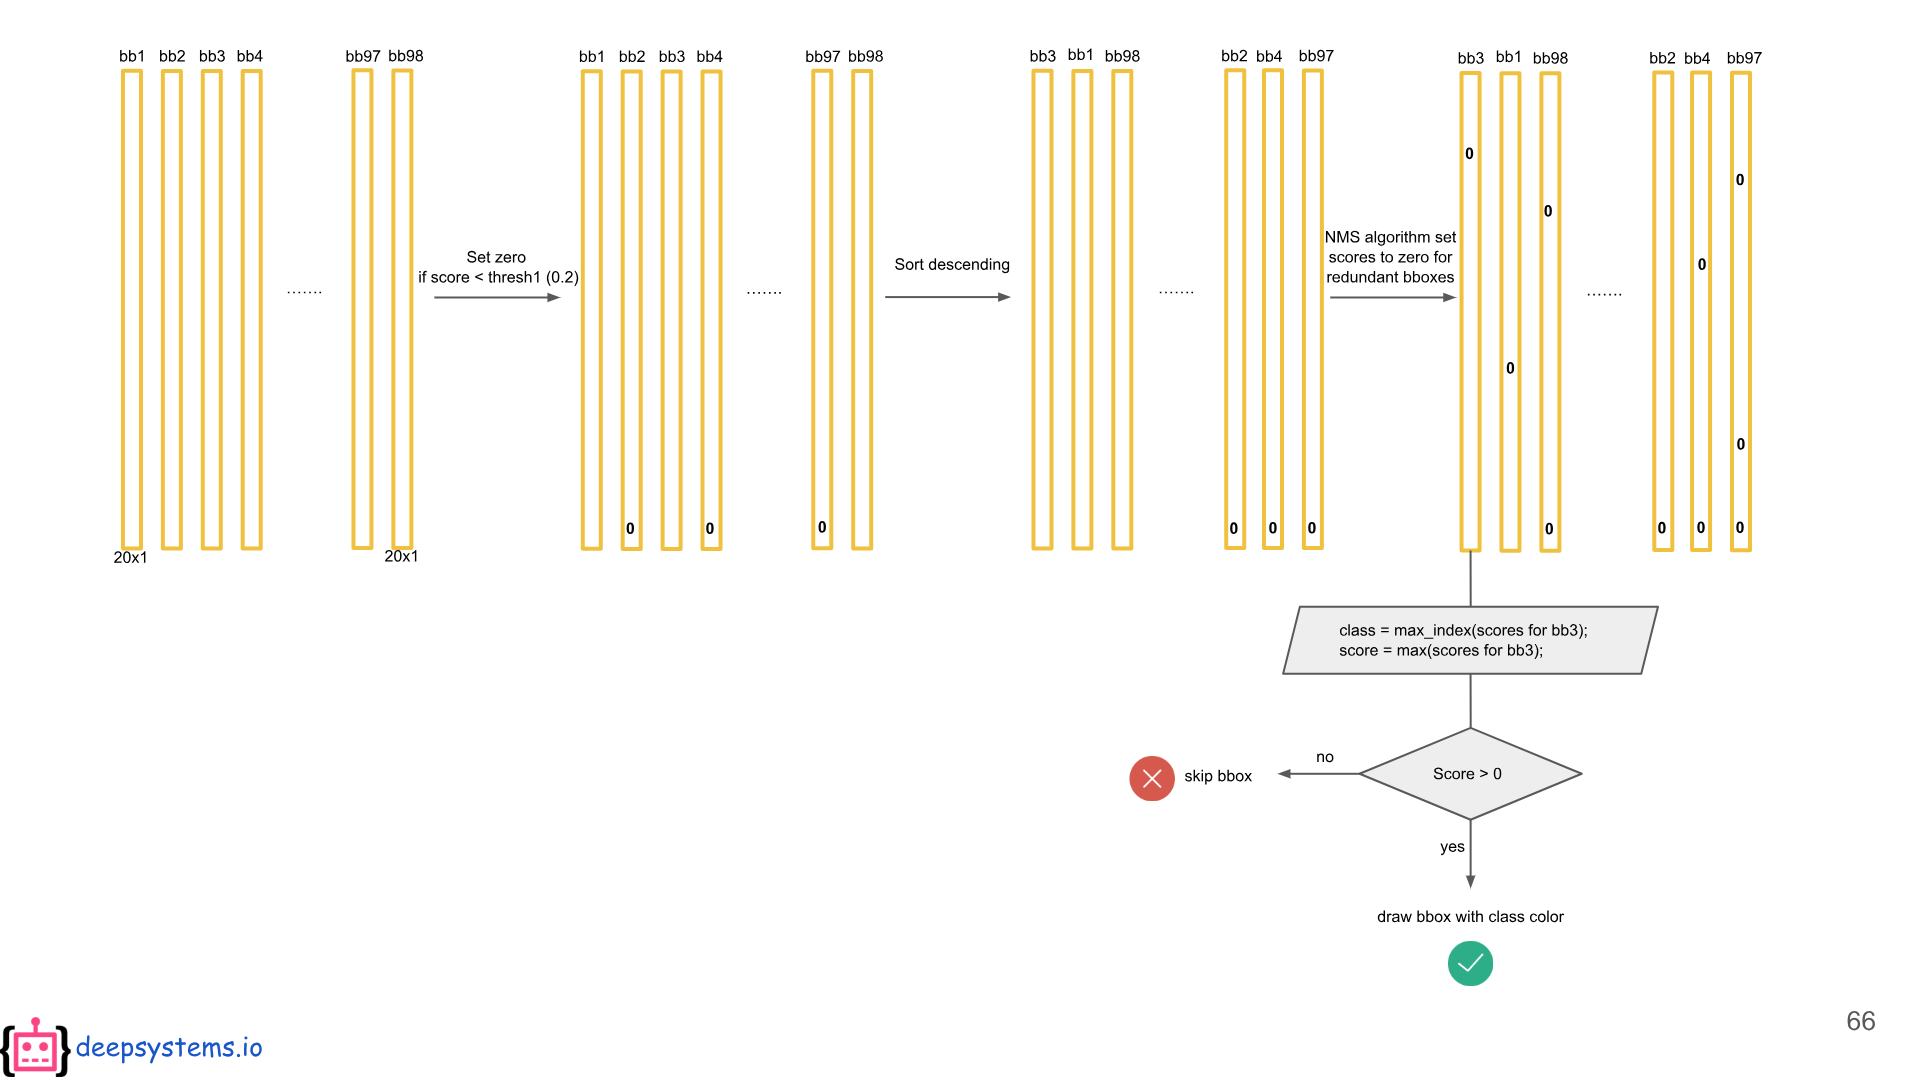 bb1 bb2 bb3 bb4 bb97 bb98
.......
20x1 20x1
Set zero
if score < thresh1 (0.2)
bb1 bb2 bb3 bb4 bb97 bb98
.......
0 0 0
Sort descending
bb3 bb1 bb98 bb2 bb4 bb97
.......
0 0 0
NMS algorithm set
scores to zero for
redundant bboxes
bb3 bb1 bb98 bb2 bb4 bb97
0
0
0
0
.......
0
0
0 0 0 0
class = max_index(scores for bb3);
score = max(scores for bb3);
Score > 0
no
skip bbox
yes
draw bbox with class color
66
{ } deepsystems.io